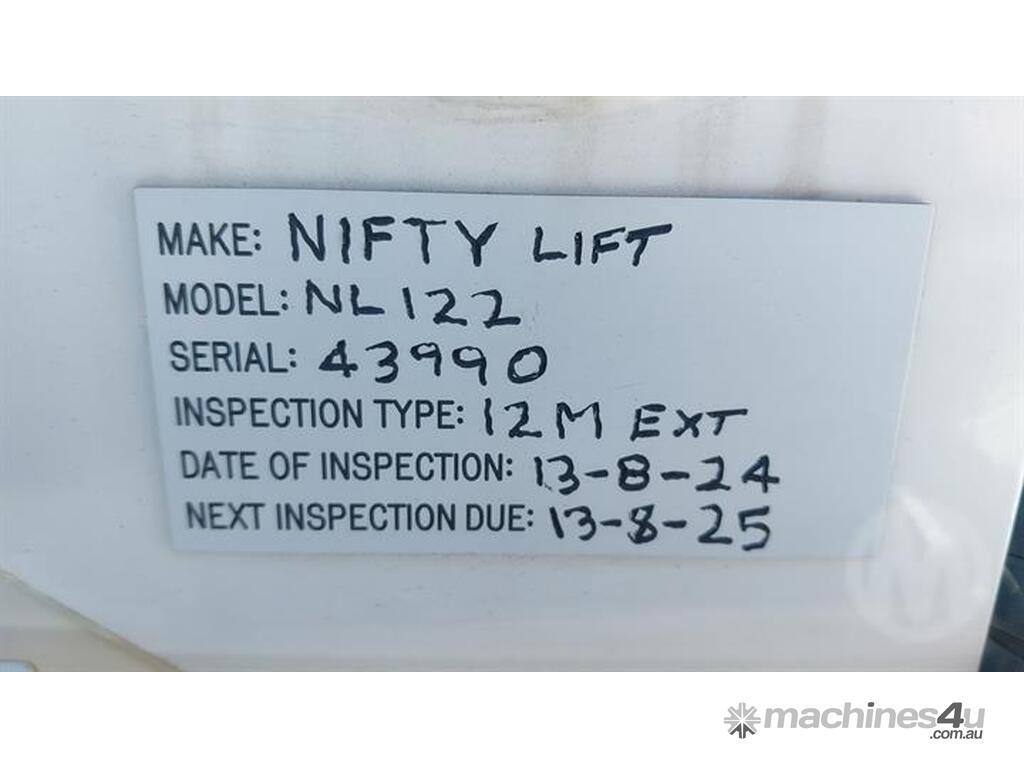 MAKE: NIFTY LIFT
MODEL: NL122
SERIAL: 43990
INSPECTION TYPE: 12M EXT
DATE OF INSPECTION: 13-8-24
NEXT INSPECTION DUE: 13-8-25
M
machines4u
.com.au